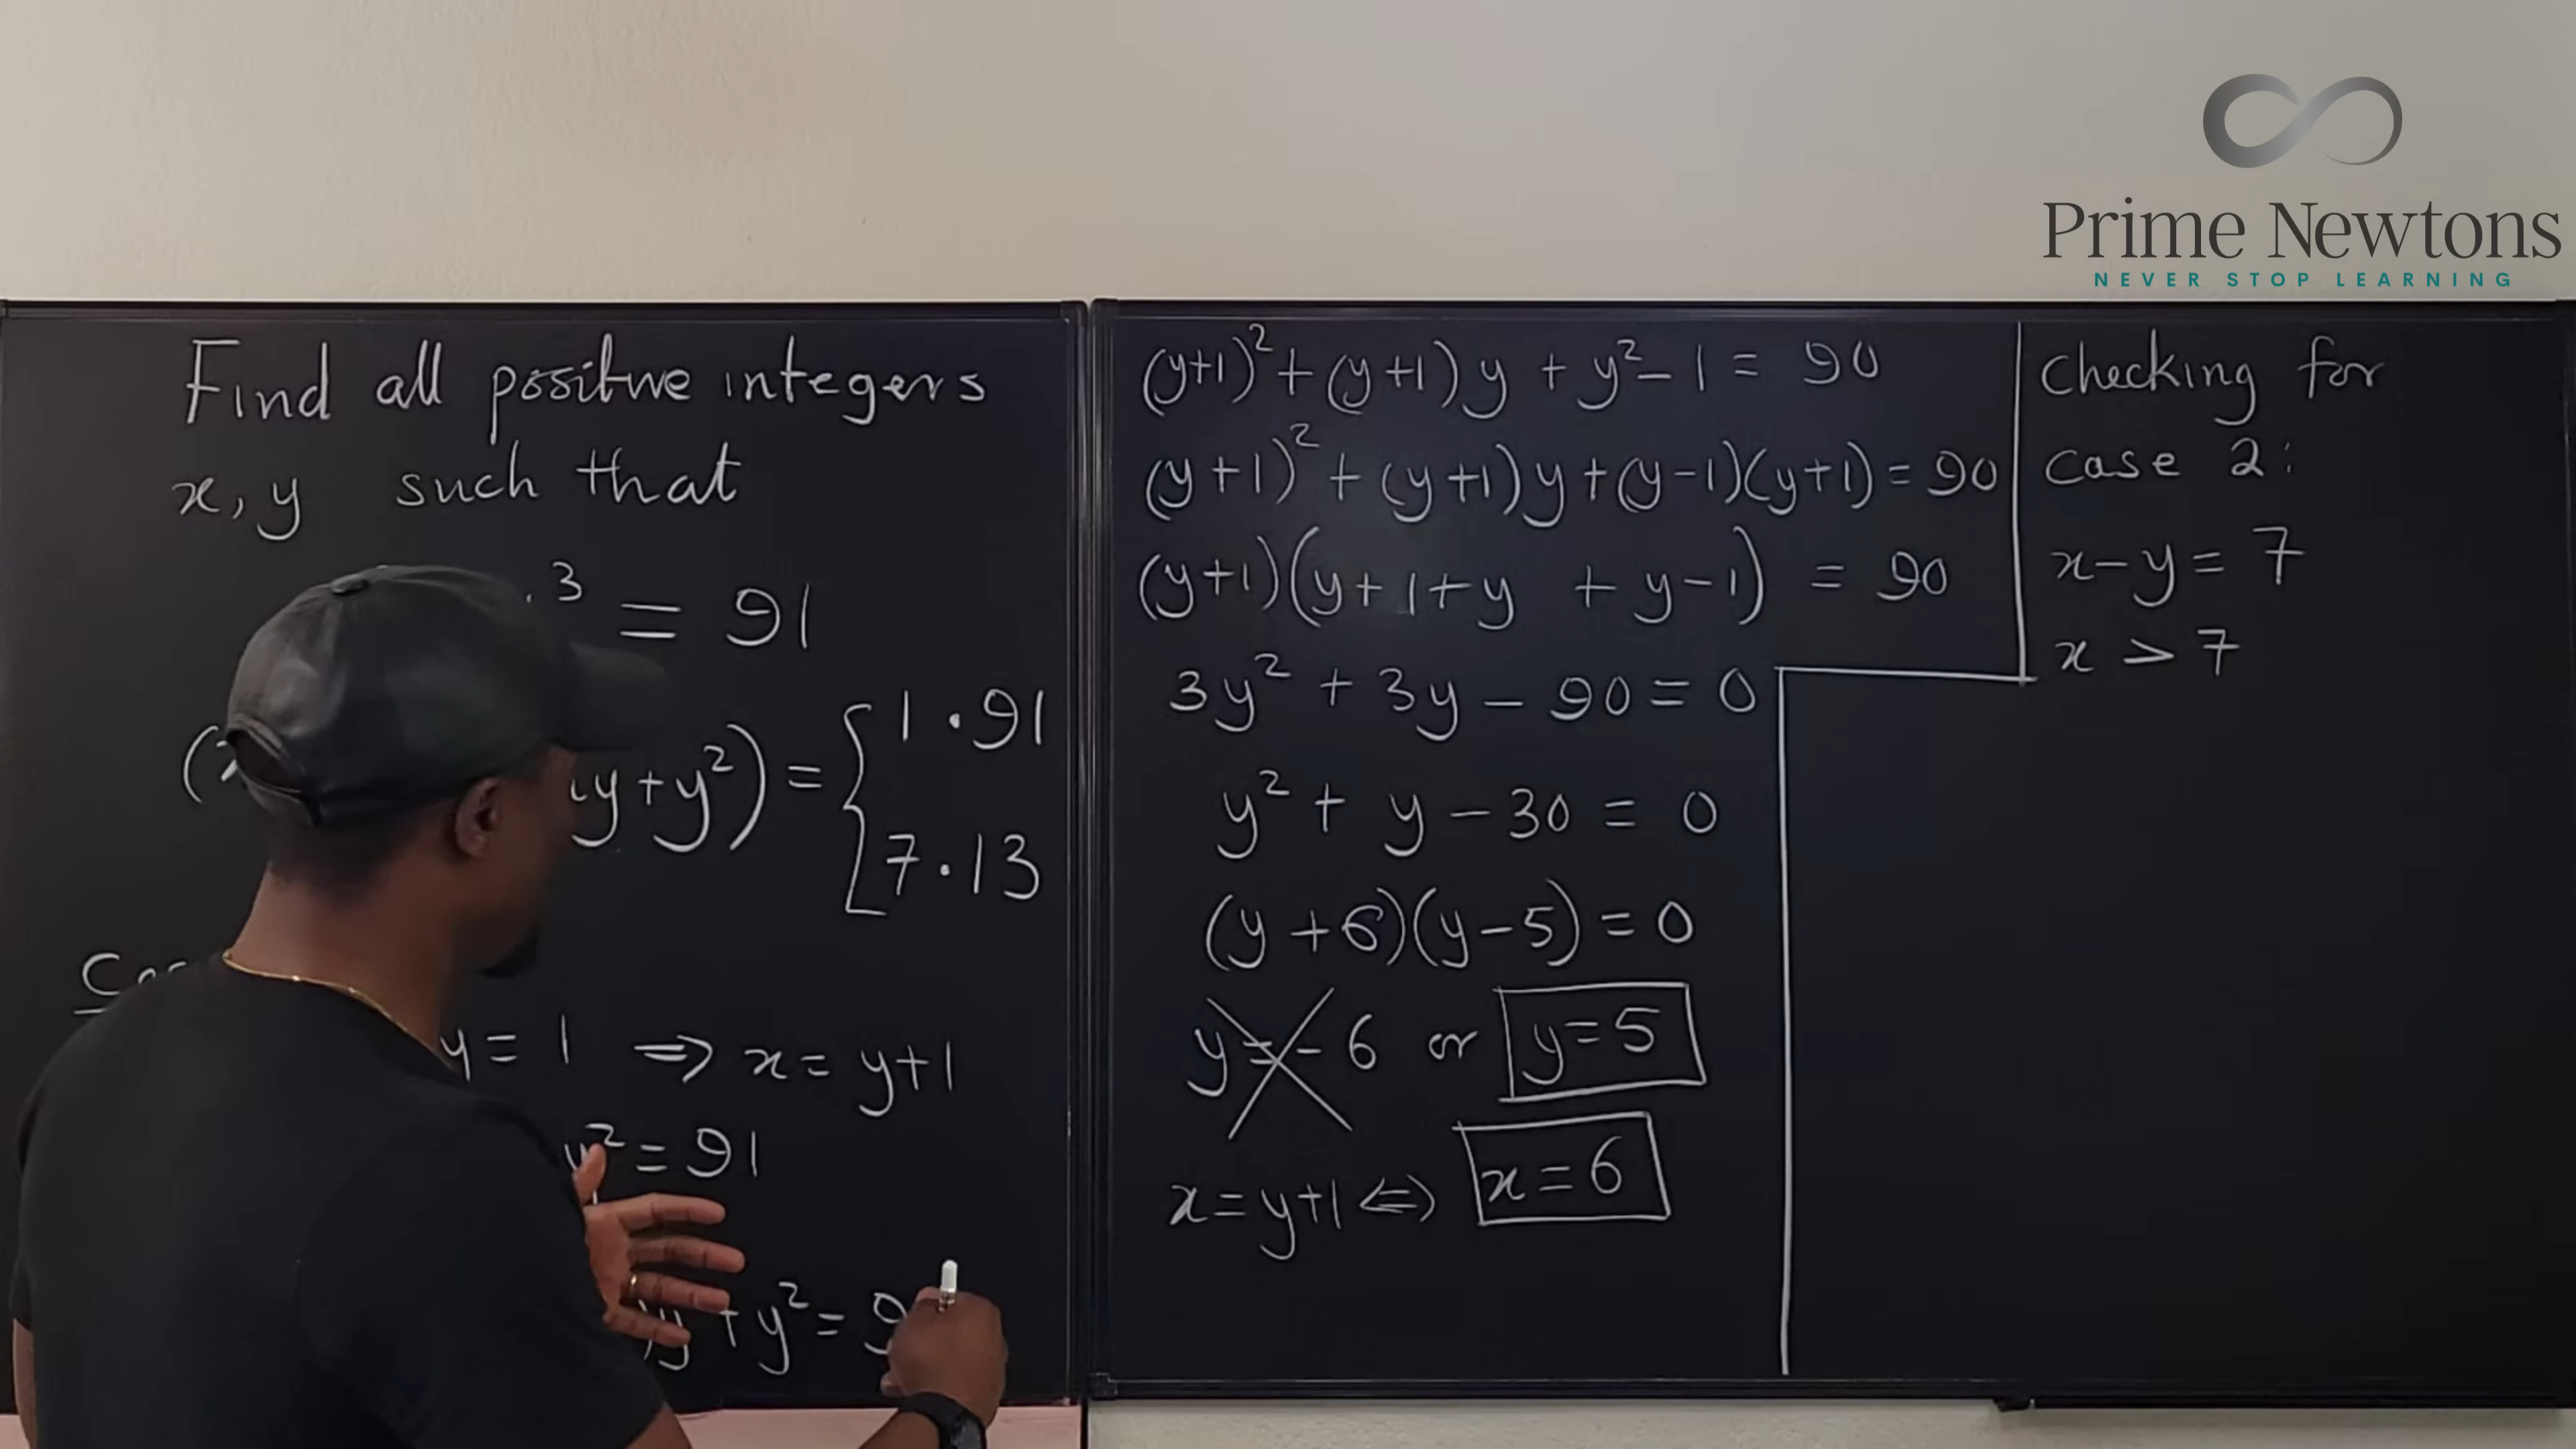 Prime Newtons
NEVER STOP LEARNING
Find all positive integers
x, y such that
3 = 91
y + y²) = { 1 · 91
7 · 13
y = 1 ⇒ x = y+1
y² = 91
y + y² = 9
(y+1)² + (y+1)y + y² - 1 = 90
(y+1)² + (y+1)y + (y-1)(y+1) = 90
(y+1)(y+1+y + y-1) = 90
3y² + 3y - 90 = 0
y² + y - 30 = 0
(y+6)(y-5) = 0
y = -6 or y = 5
x = y+1 ⇔ x = 6
Checking for
case 2:
x - y = 7
x > 7